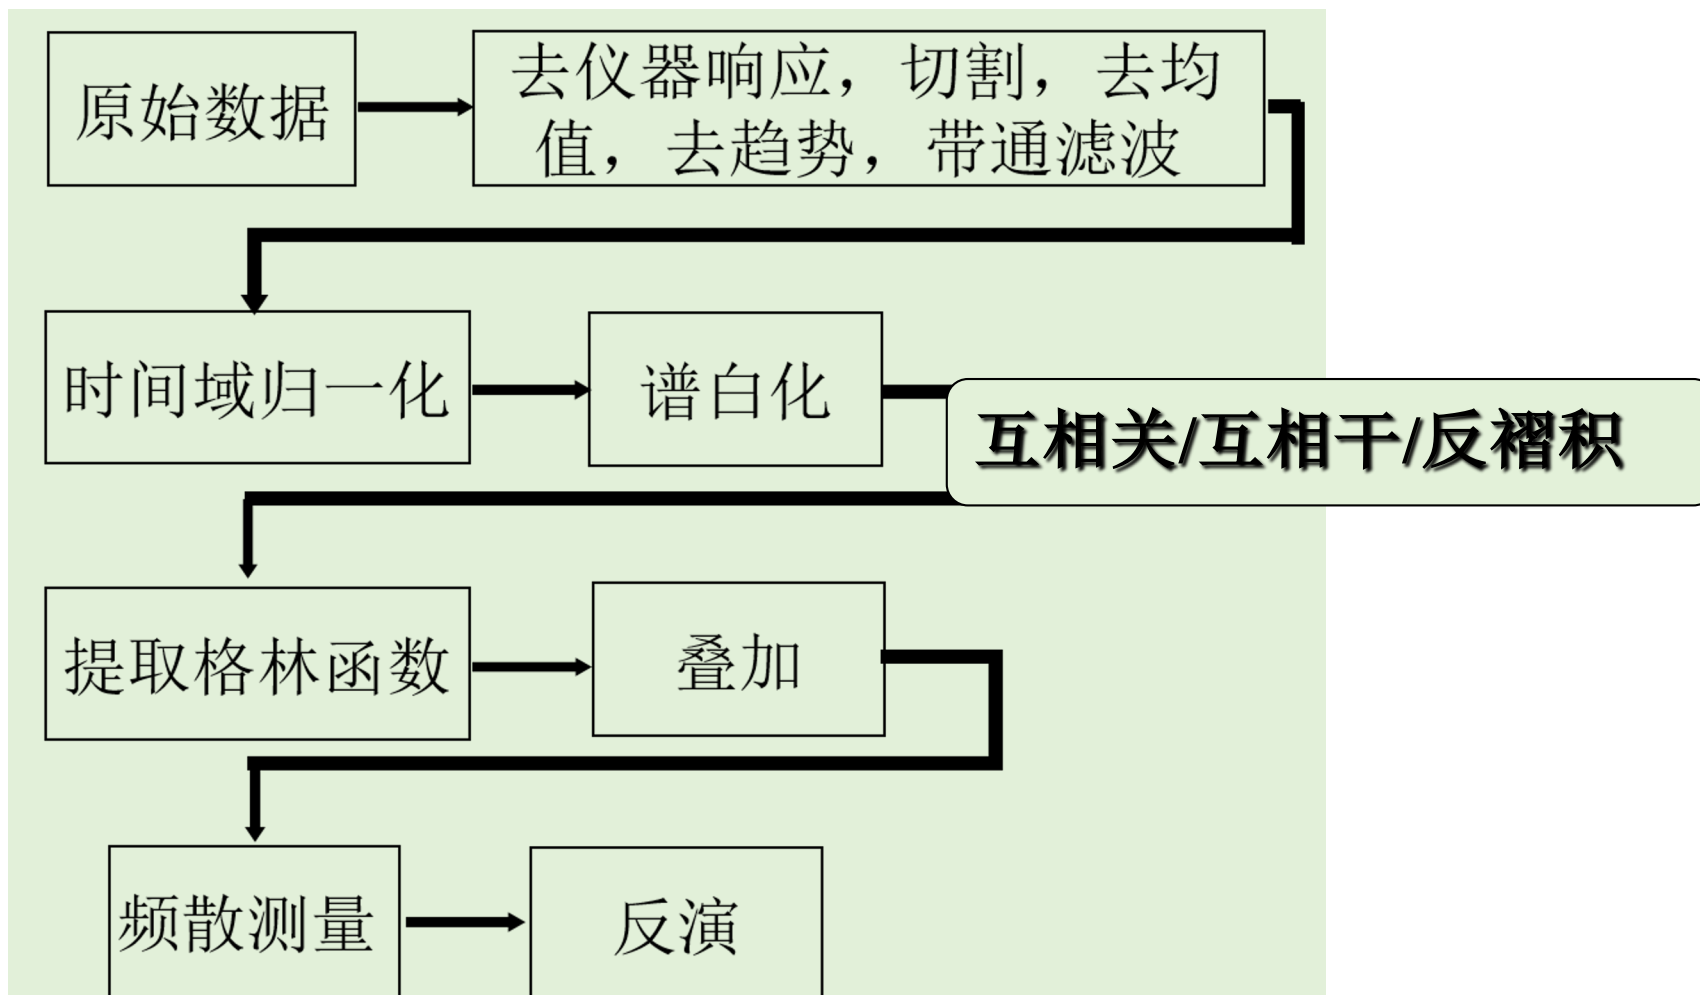 原始数据
去仪器响应，切割，去均
值，去趋势，带通滤波
时间域归一化
谱白化
互相关/互相干/反褶积
提取格林函数
叠加
频散测量
反演